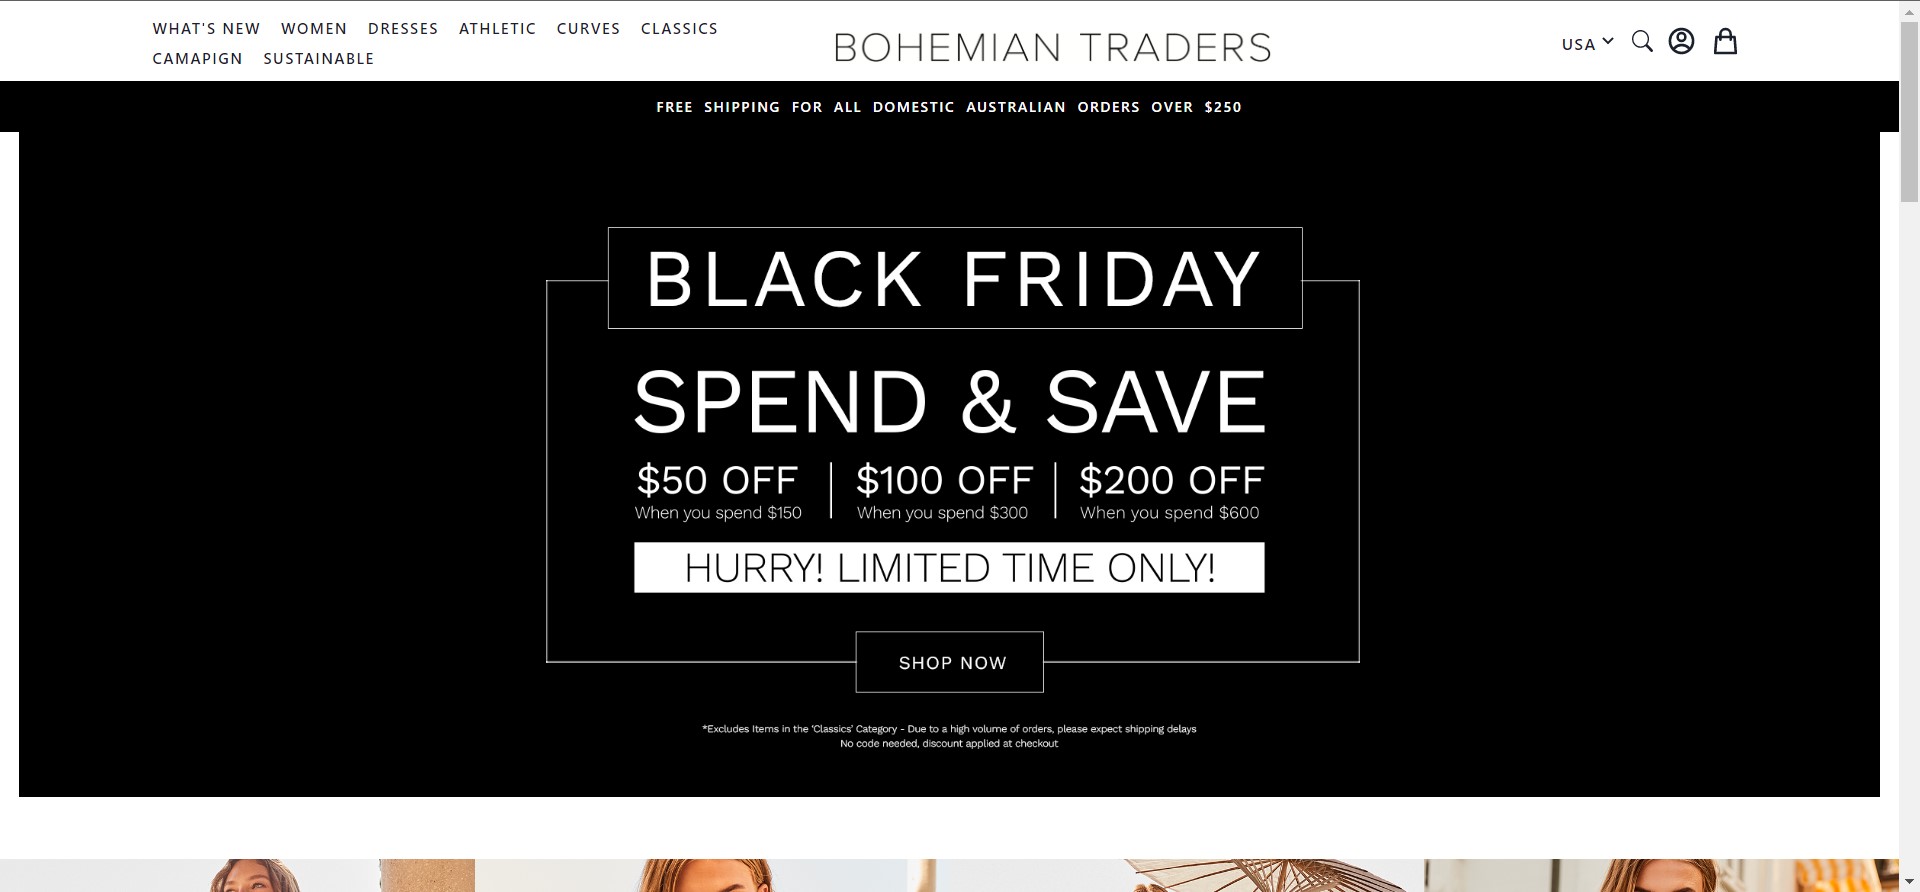 WHAT'S NEW WOMEN DRESSES ATHLETIC CURVES CLASSICS
CAMAPIGN SUSTAINABLE
BOHEMIAN TRADERS
USA
FREE SHIPPING FOR ALL DOMESTIC AUSTRALIAN ORDERS OVER $250
BLACK FRIDAY
SPEND & SAVE
$50 OFF $100 OFF $200 OFF
When you spend $150 When you spend $300 When you spend $600
HURRY! LIMITED TIME ONLY!
SHOP NOW
*Excludes Items in the 'Classics' Category - Due to a high volume of orders, please expect shipping delays
No code needed, discount applied at checkout